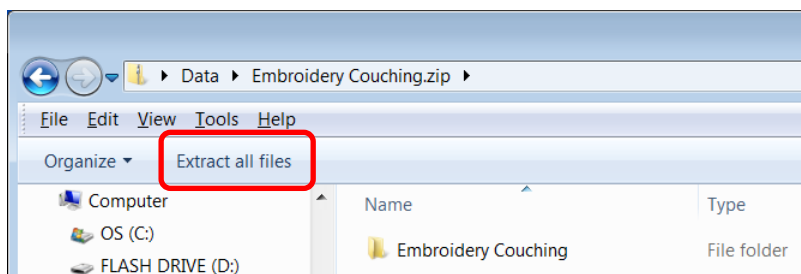 Data Embroidery Couching.zip
File Edit View Tools Help
Organize Extract all files
Computer Name Type
OS (C:)
Embroidery Couching File folder
FLASH DRIVE (D:)